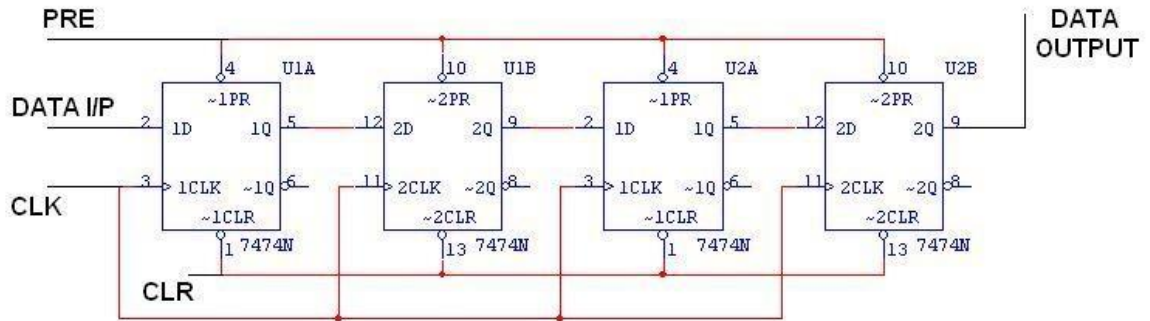 PRE
DATA OUTPUT
4 U1A 10 U1B 4 U2A 10 U2B
~1PR ~2PR ~1PR ~2PR
DATA I/P
2 1D 1Q 5 12 2D 2Q 9 2 1D 1Q 5 12 2D 2Q 9
3 1CLK ~1Q 6 11 2CLK ~2Q 8 3 1CLK ~1Q 6 11 2CLK ~2Q 8
CLK
~1CLR ~2CLR ~1CLR ~2CLR
1 7474N 13 7474N 1 7474N 13 7474N
CLR